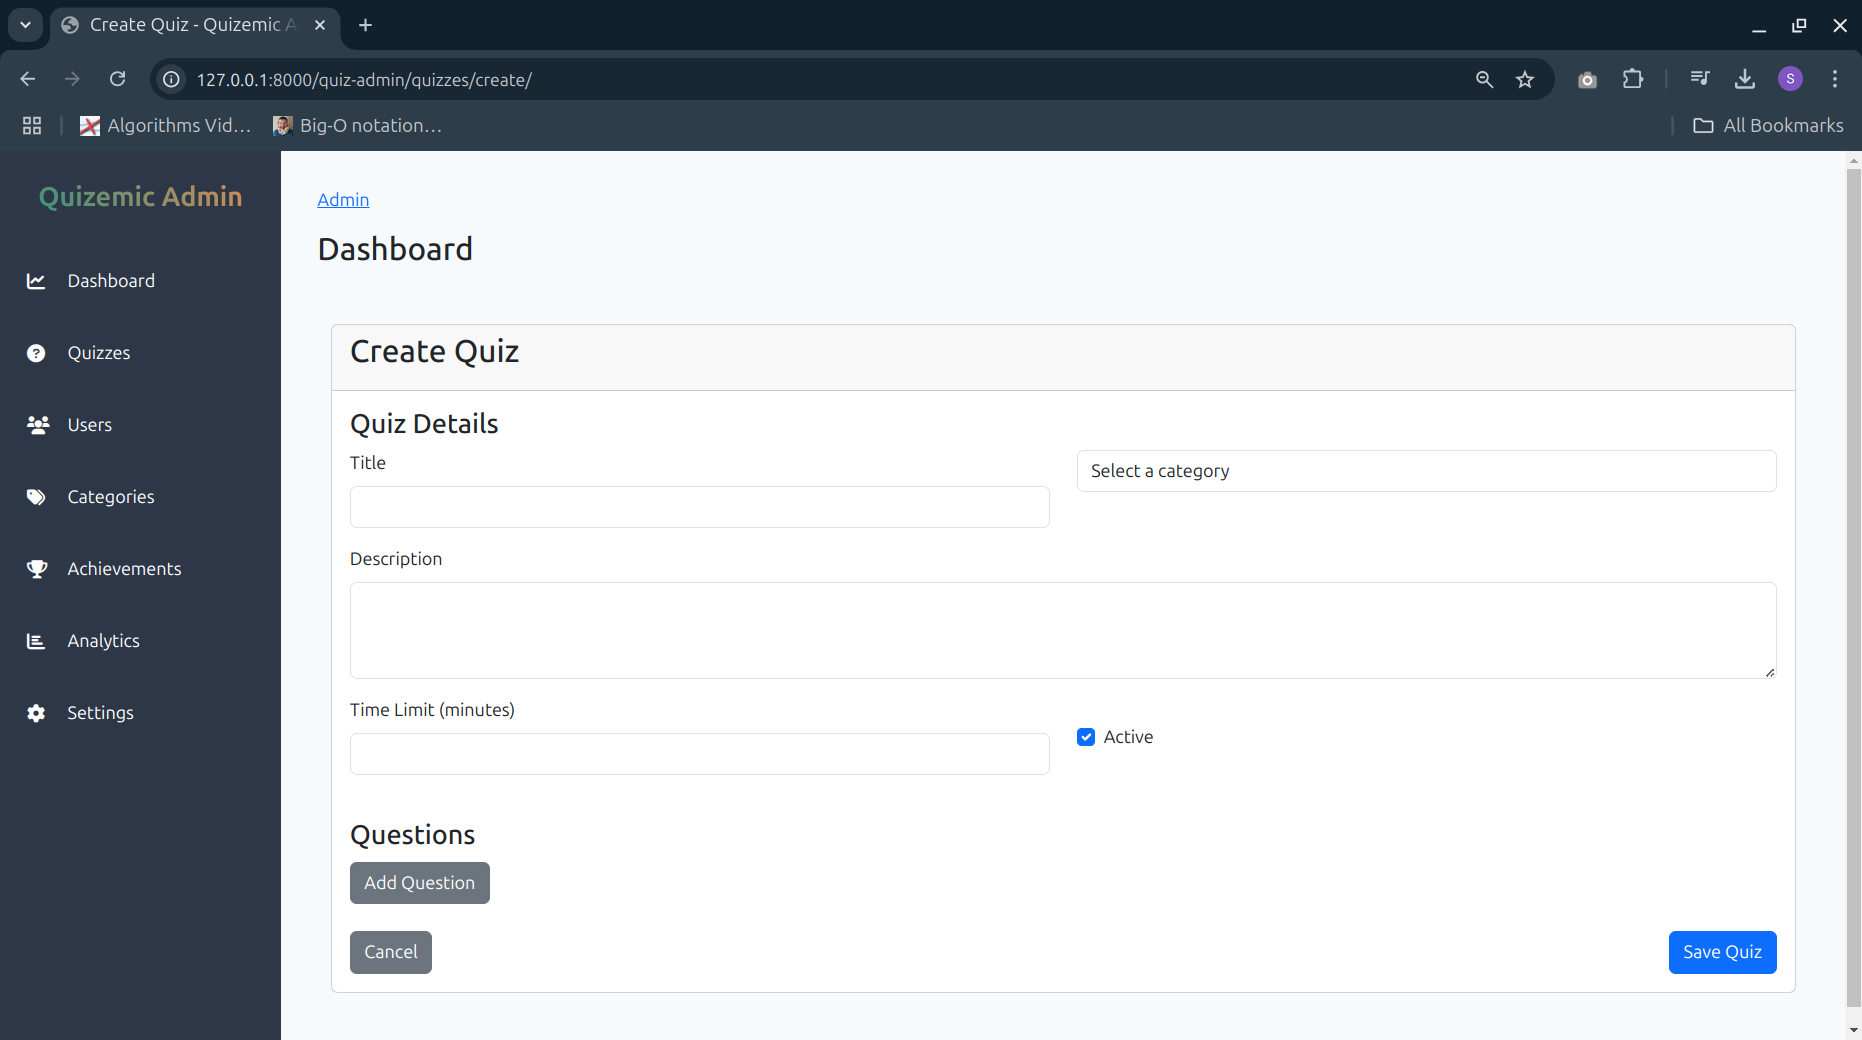 Create Quiz - Quizemic A
127.0.0.1:8000/quiz-admin/quizzes/create/
S
Algorithms Vid...
Big-O notation...
All Bookmarks
Quizemic Admin
Dashboard
Quizzes
Users
Categories
Achievements
Analytics
Settings
Admin
Dashboard
Create Quiz
Quiz Details
Title
Select a category
Description
Time Limit (minutes)
Active
Questions
Add Question
Cancel
Save Quiz